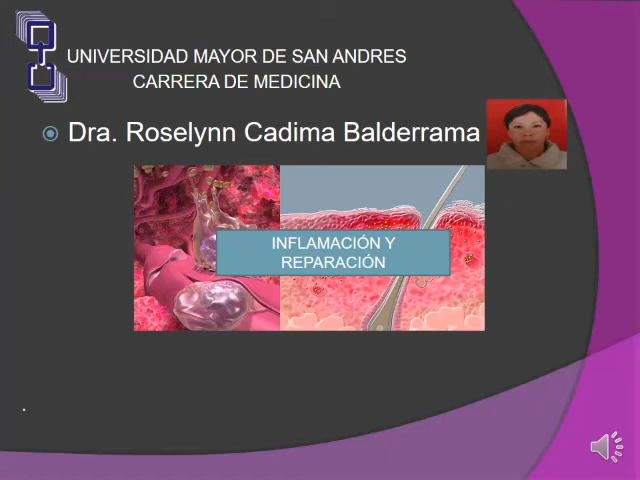 UNIVERSIDAD MAYOR DE SAN ANDRES
CARRERA DE MEDICINA
Dra. Roselynn Cadima Balderrama
INFLAMACIÓN Y
REPARACIÓN
.